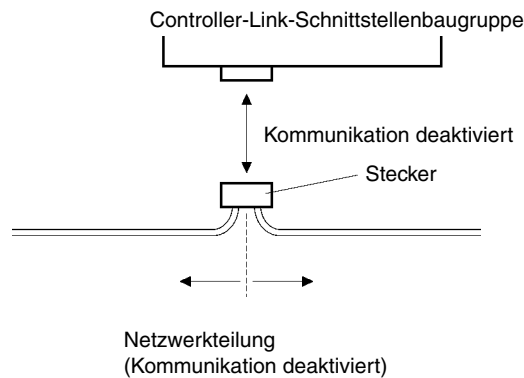 Controller-Link-Schnittstellenbaugruppe
Kommunikation deaktiviert
Stecker
Netzwerkteilung
(Kommunikation deaktiviert)